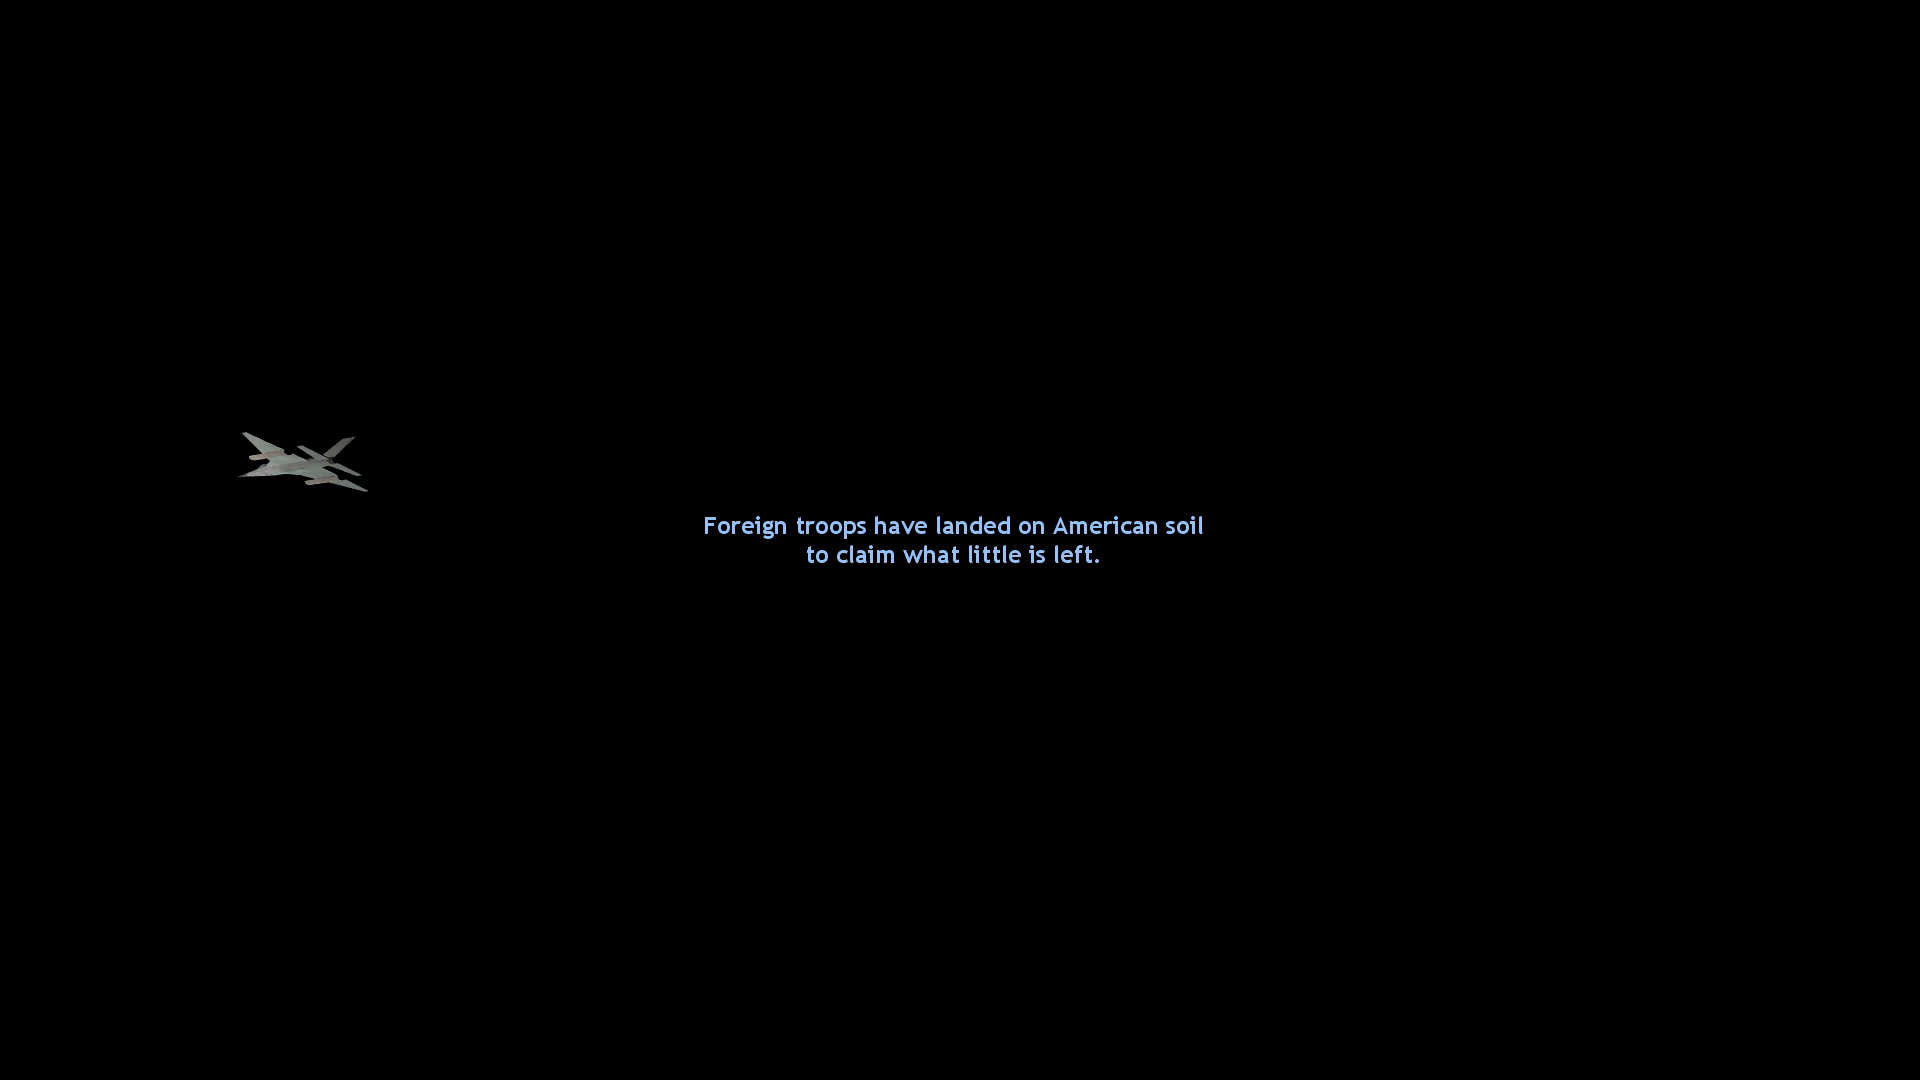 Foreign troops have landed on American soil
to claim what little is left.